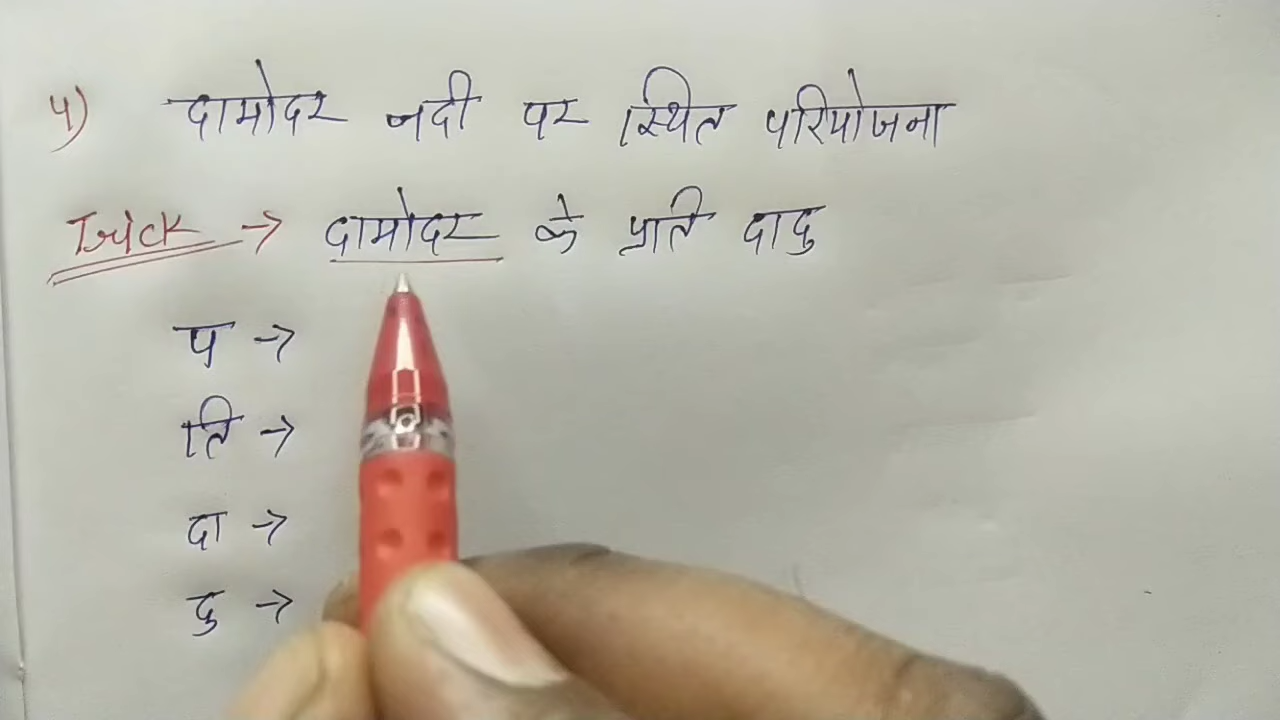 4) दामोदर नदी पर स्थित परियोजना
Trick → दामोदर के प्रति दादु
प →
ति →
दा →
दु →